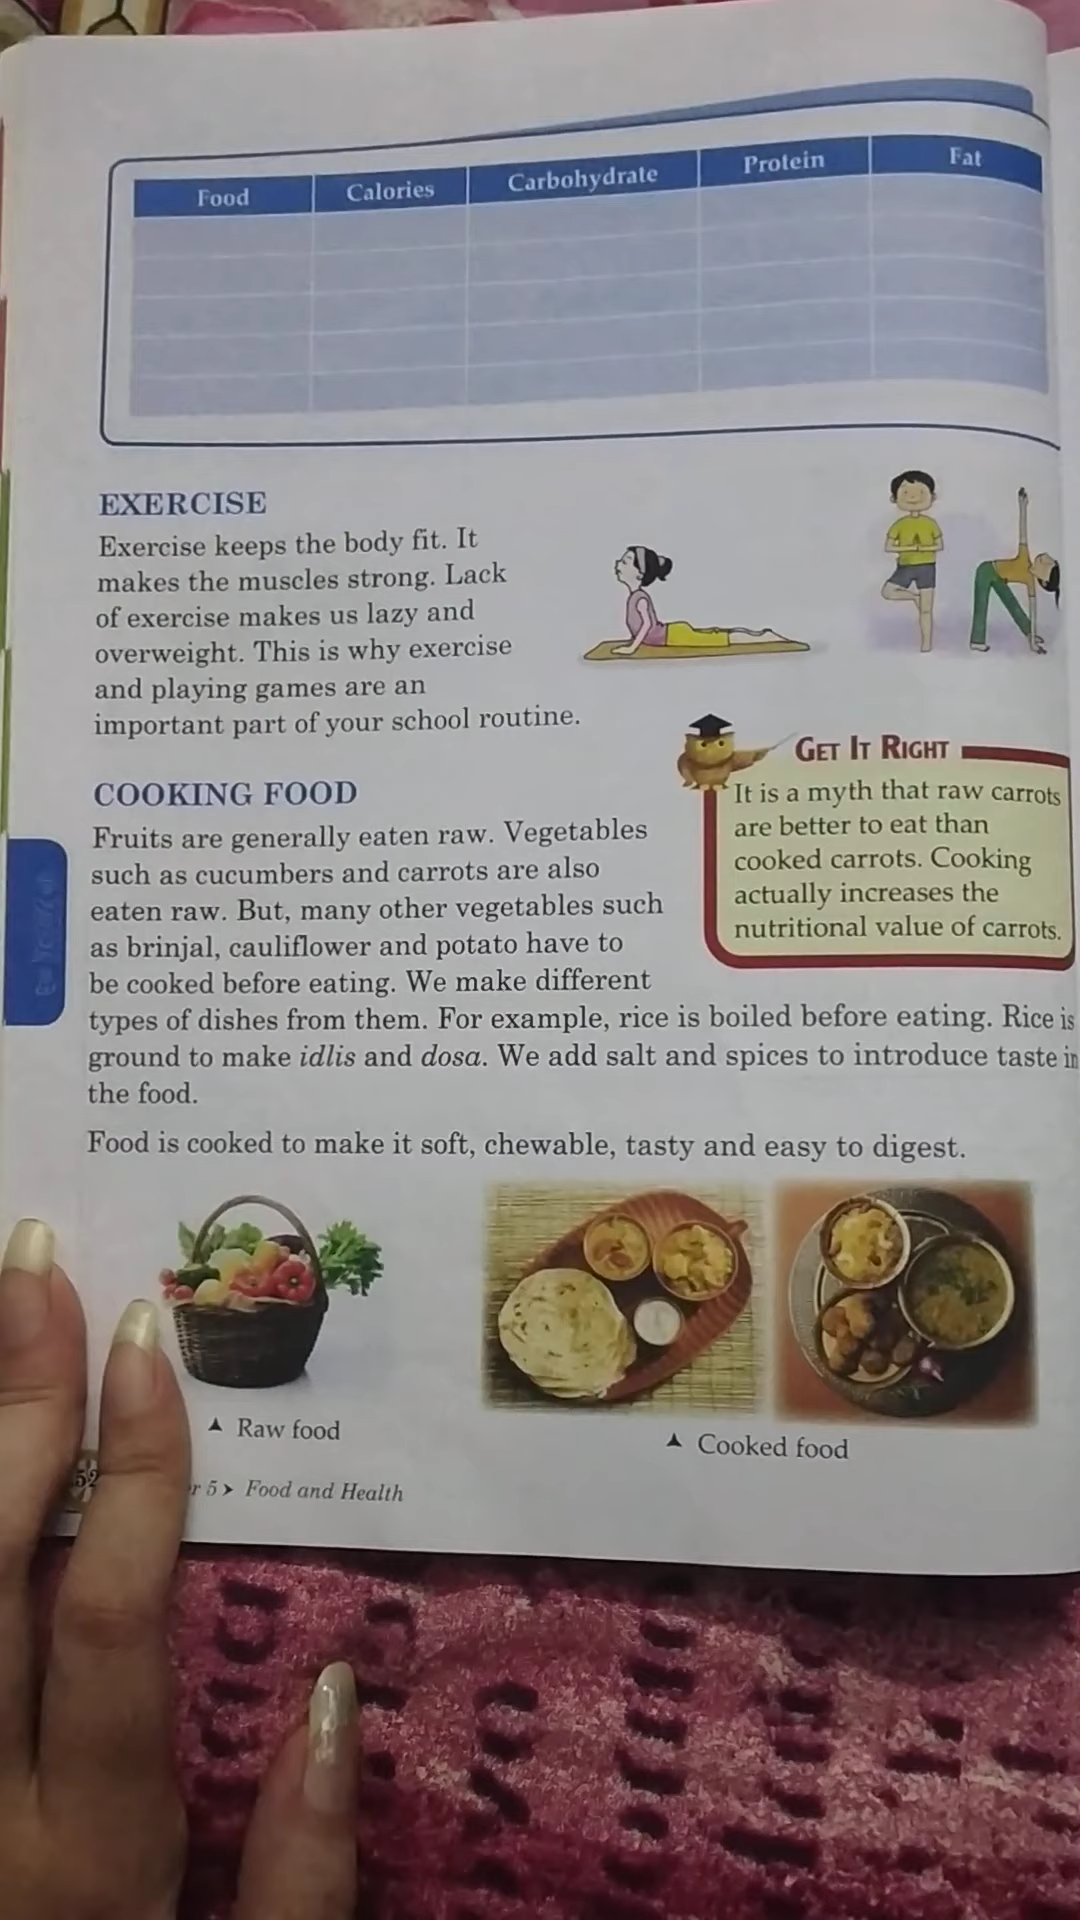 Food Calories Carbohydrate Protein Fat
EXERCISE
Exercise keeps the body fit. It
makes the muscles strong. Lack
of exercise makes us lazy and
overweight. This is why exercise
and playing games are an
important part of your school routine.
GET IT RIGHT
It is a myth that raw carrots
are better to eat than
cooked carrots. Cooking
actually increases the
nutritional value of carrots.
COOKING FOOD
Fruits are generally eaten raw. Vegetables
such as cucumbers and carrots are also
eaten raw. But, many other vegetables such
as brinjal, cauliflower and potato have to
be cooked before eating. We make different
types of dishes from them. For example, rice is boiled before eating. Rice is
ground to make idlis and dosa. We add salt and spices to introduce taste in
the food.
Food is cooked to make it soft, chewable, tasty and easy to digest.
Raw food
Cooked food
52
r 5 Food and Health